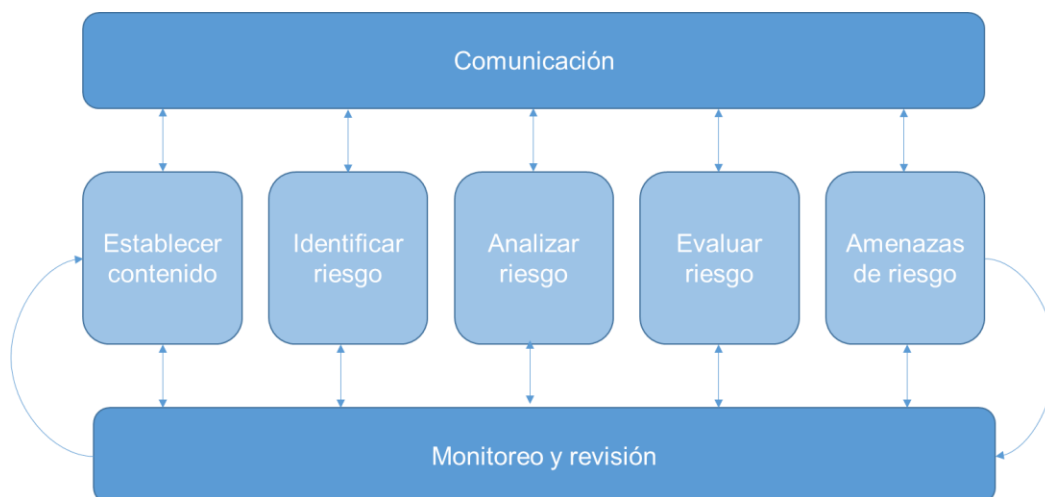 Comunicación
Establecer
contenido
Identificar
riesgo
Analizar
riesgo
Evaluar
riesgo
Amenazas
de riesgo
Monitoreo y revisión